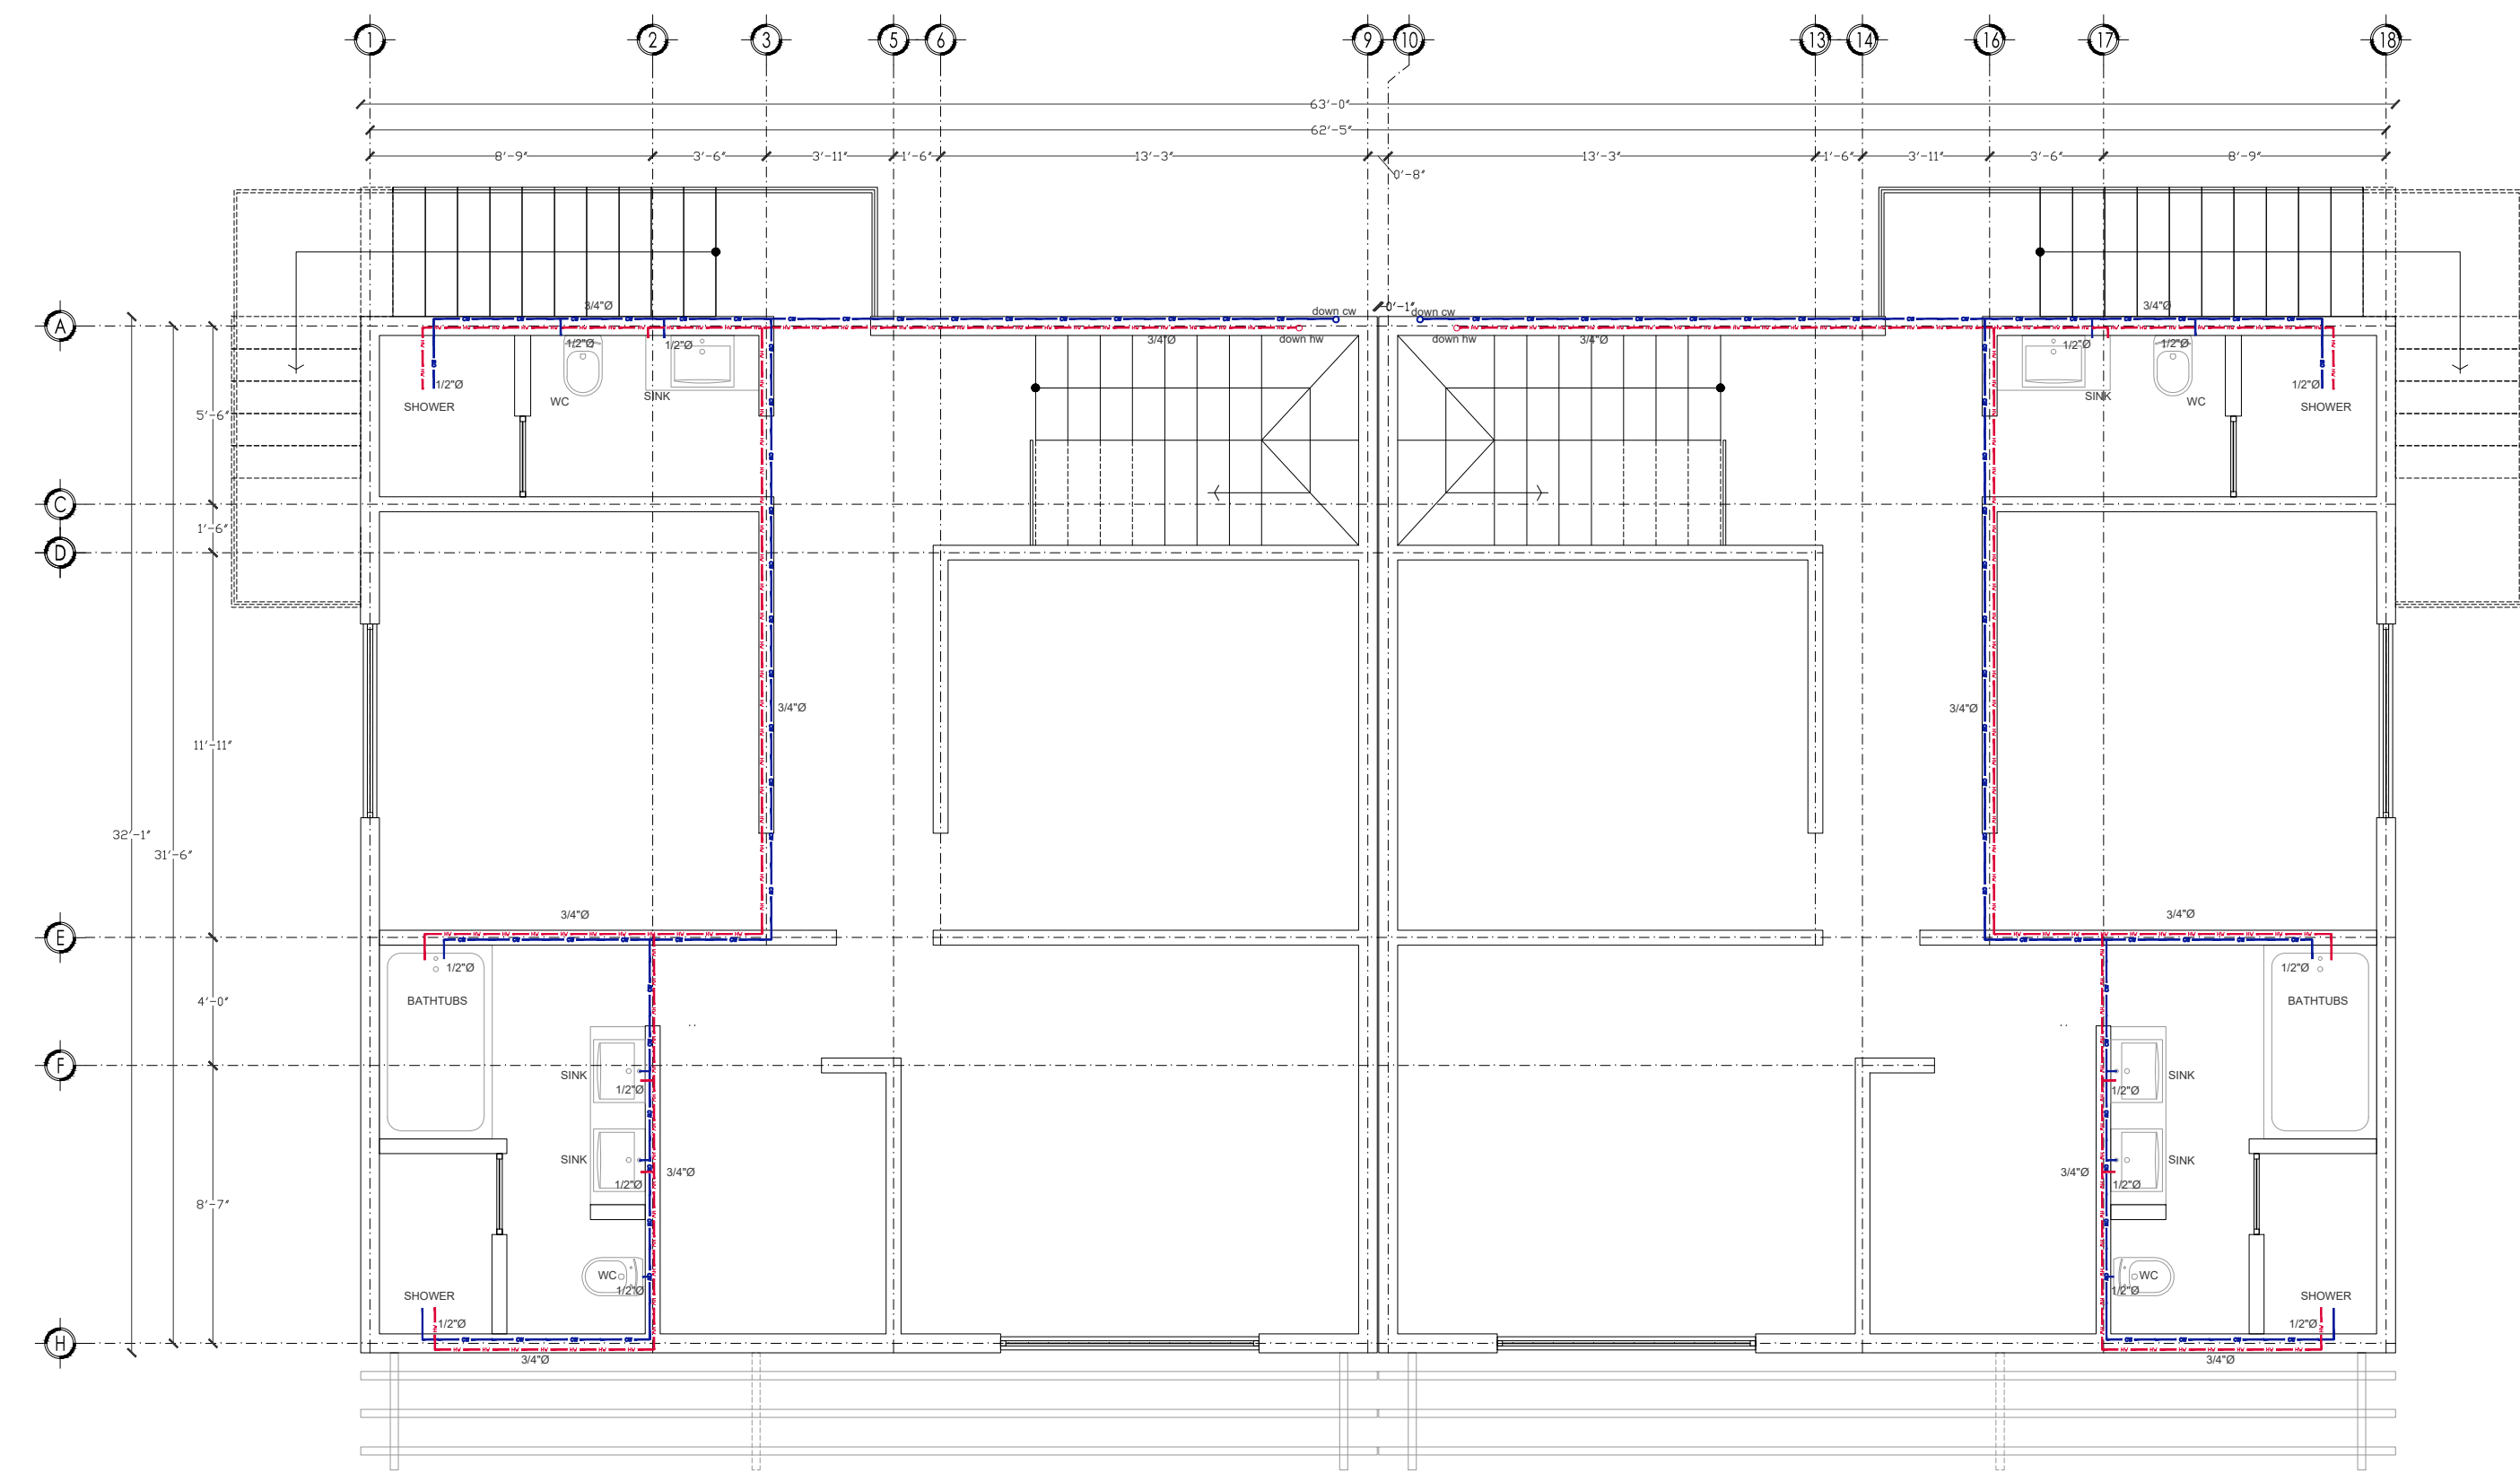 1 2 3 5 6 9 10 13 14 16 17 18
63'-0"
62'-5"
8'-9" 3'-6" 3'-11" 1'-6" 13'-3" 13'-3" 1'-6" 3'-11" 3'-6" 8'-9"
0'-8"
3/4"Ø 0'-1" 3/4"Ø
down cw down cw
A
3/4"Ø down hw down hw 3/4"Ø
1/2"Ø 1/2"Ø 1/2"Ø 1/2"Ø
1/2"Ø 1/2"Ø
SHOWER WC SINK SINK WC SHOWER
5'-6"
C
1'-6"
D
3/4"Ø 3/4"Ø
11'-11"
32'-1"
31'-6"
3/4"Ø 3/4"Ø
E
1/2"Ø 1/2"Ø
4'-0" BATHTUBS BATHTUBS
F
SINK SINK
1/2"Ø 1/2"Ø
SINK SINK
3/4"Ø 3/4"Ø
1/2"Ø 1/2"Ø
8'-7"
WC WC
1/2"Ø 1/2"Ø
SHOWER SHOWER
1/2"Ø 1/2"Ø
H
3/4"Ø 3/4"Ø